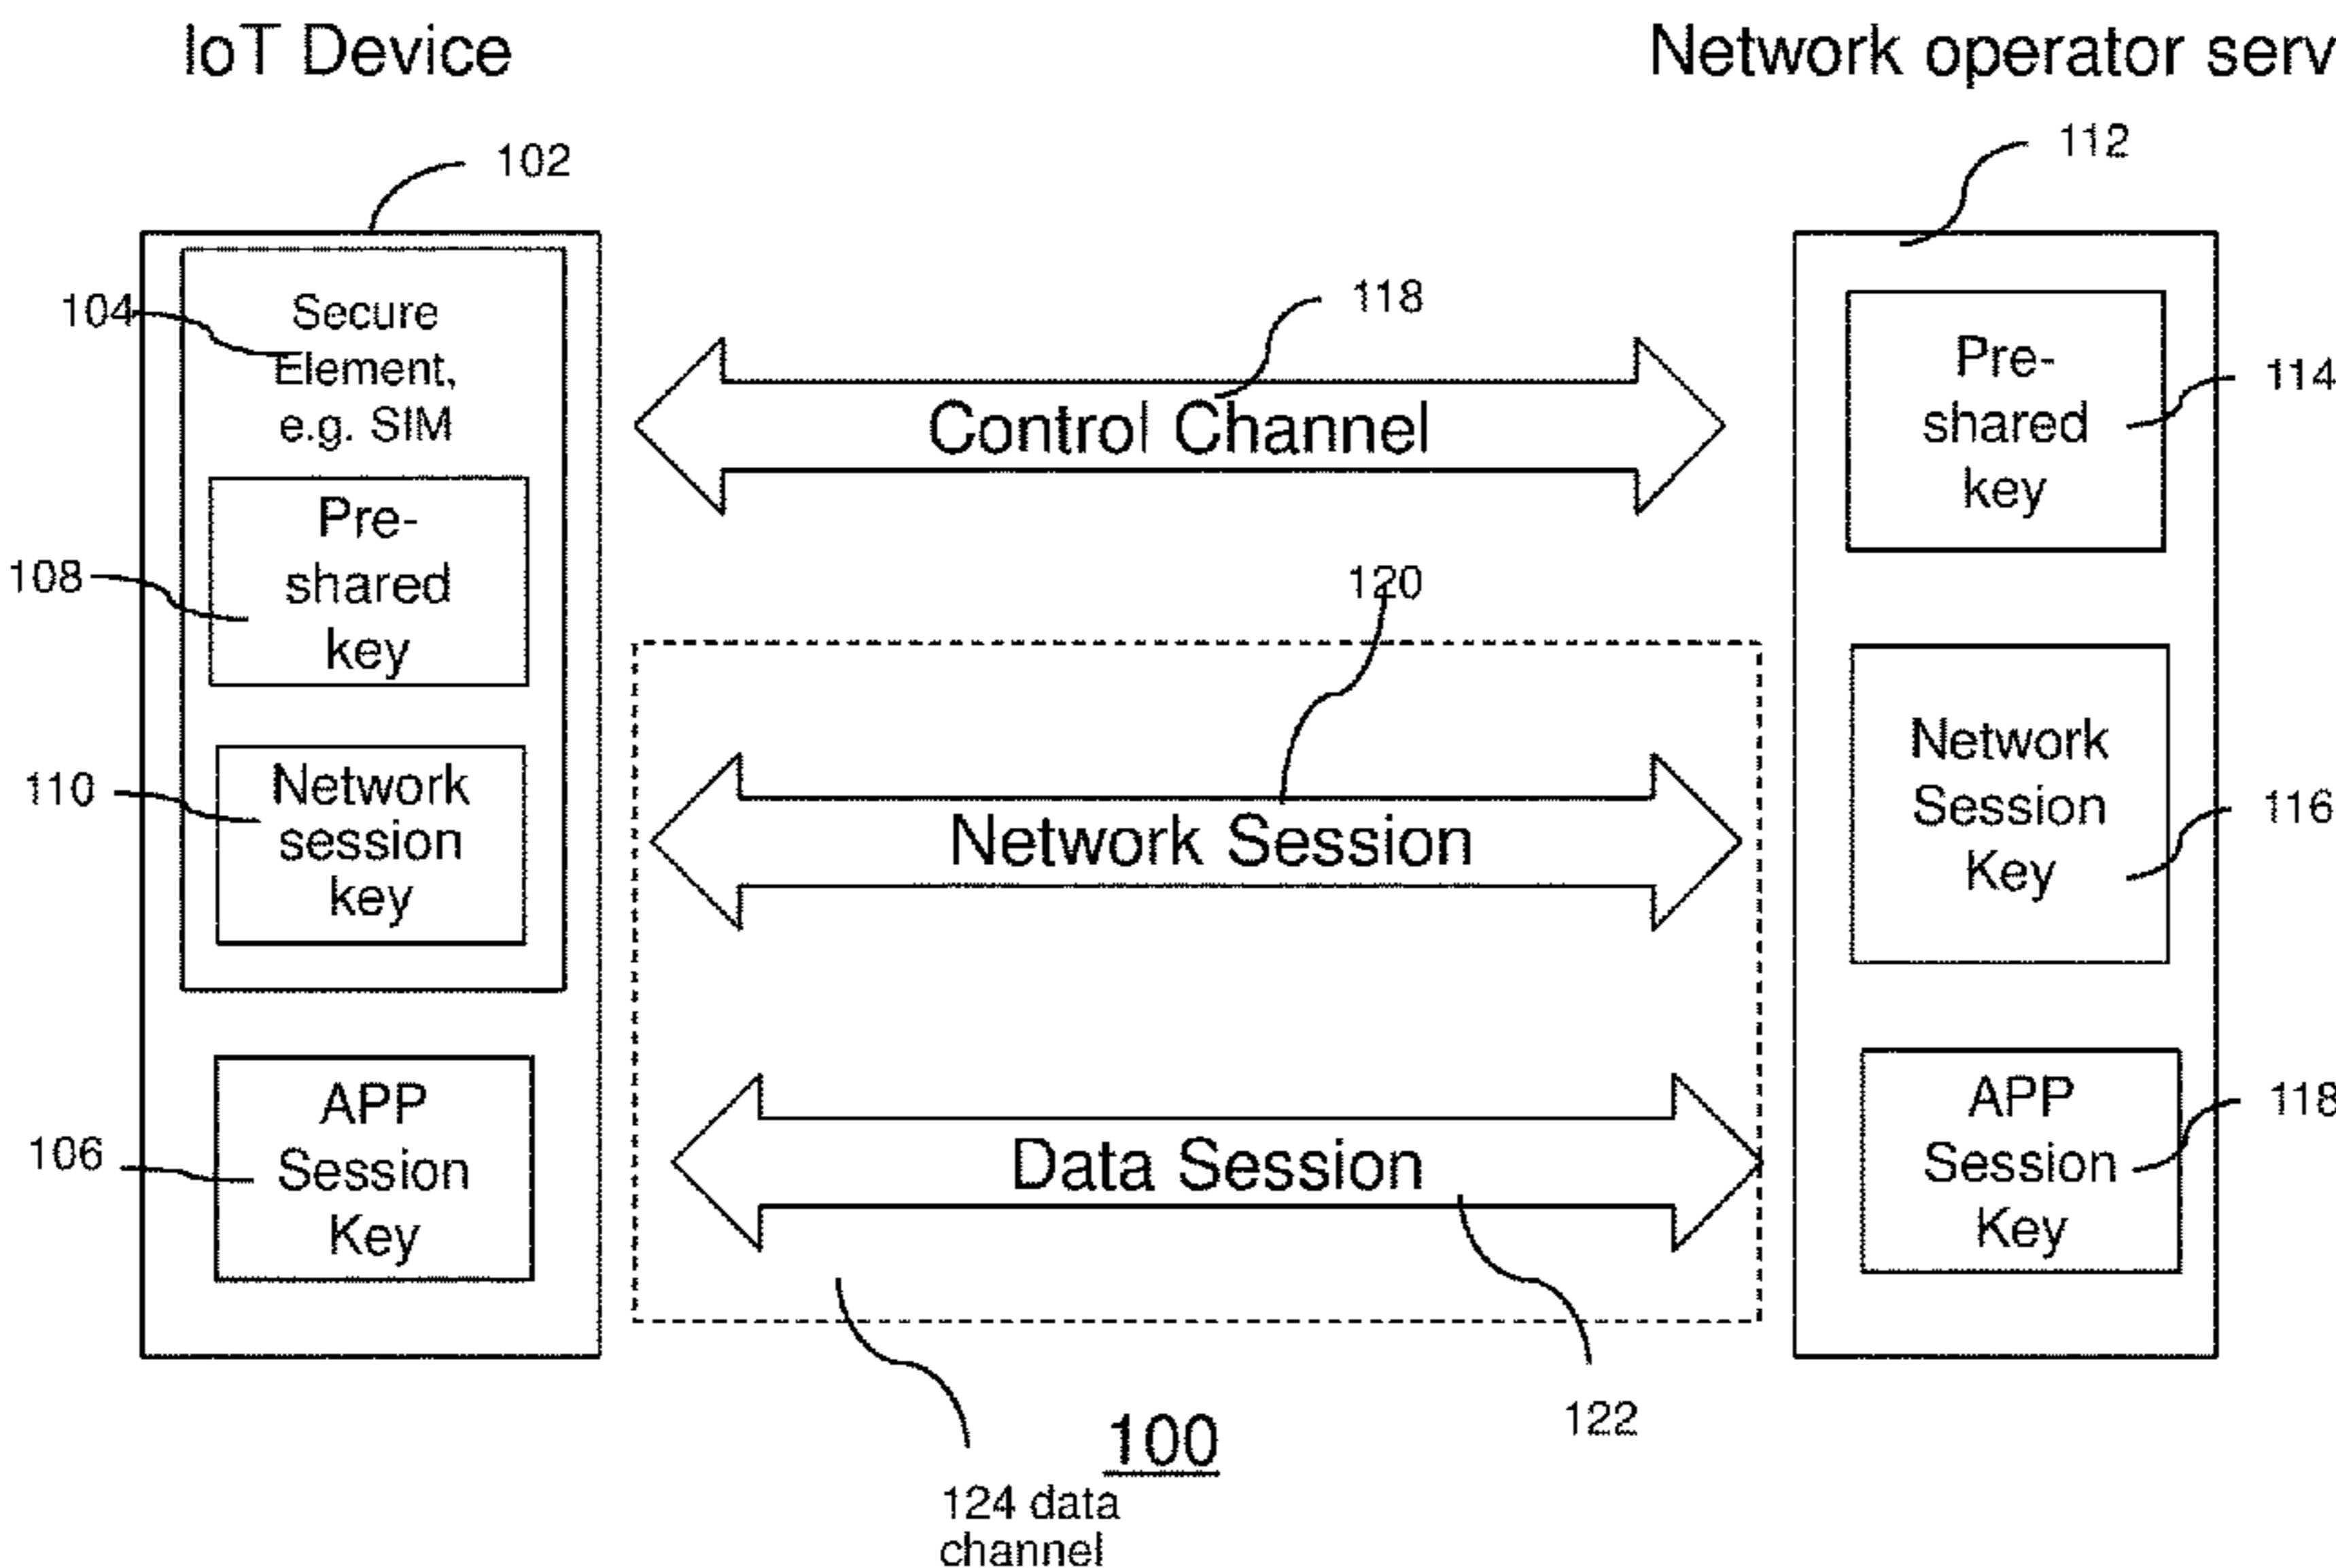 IoT Device
Network operator serv
102
112
104
Secure
Element,
e.g. SIM
118
Pre-
shared
key
114
Control Channel
108
Pre-
shared
key
120
110
Network
session
key
Network Session
Network
Session
Key
116
106
APP
Session
Key
Data Session
APP
Session
Key
118
122
100
124 data
channel